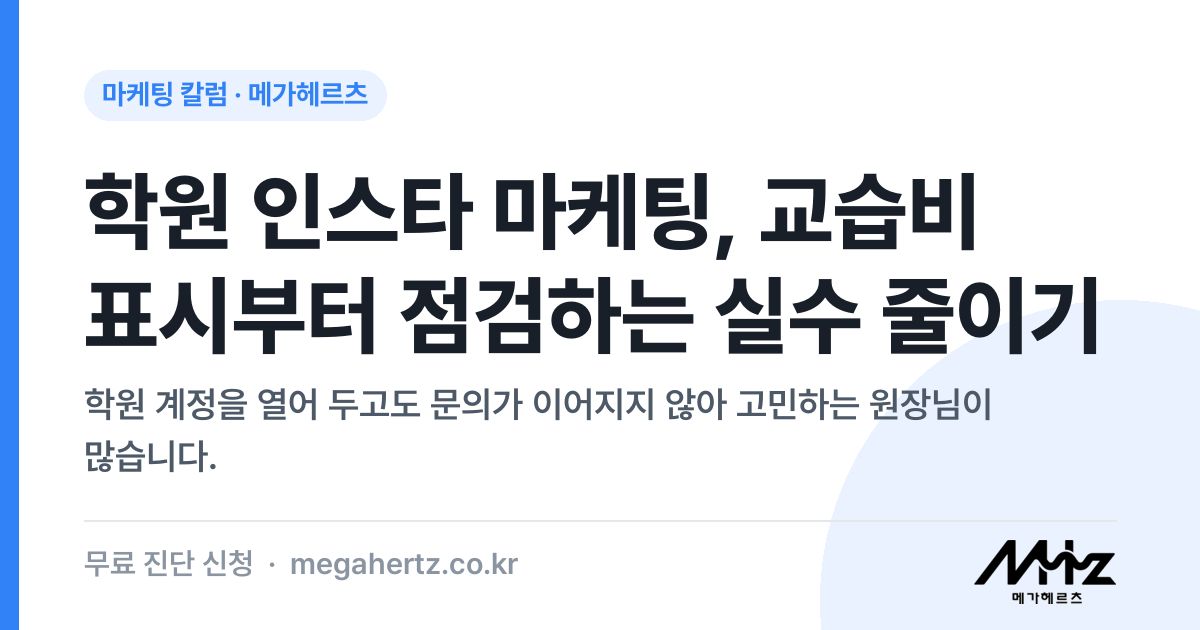 마케팅 칼럼 · 메가헤르츠
학원 인스타 마케팅, 교습비
표시부터 점검하는 실수 줄이기
학원 계정을 열어 두고도 문의가 이어지지 않아 고민하는 원장님이
많습니다.
무료 진단 신청 · megahertz.co.kr
MHz
메가헤르츠